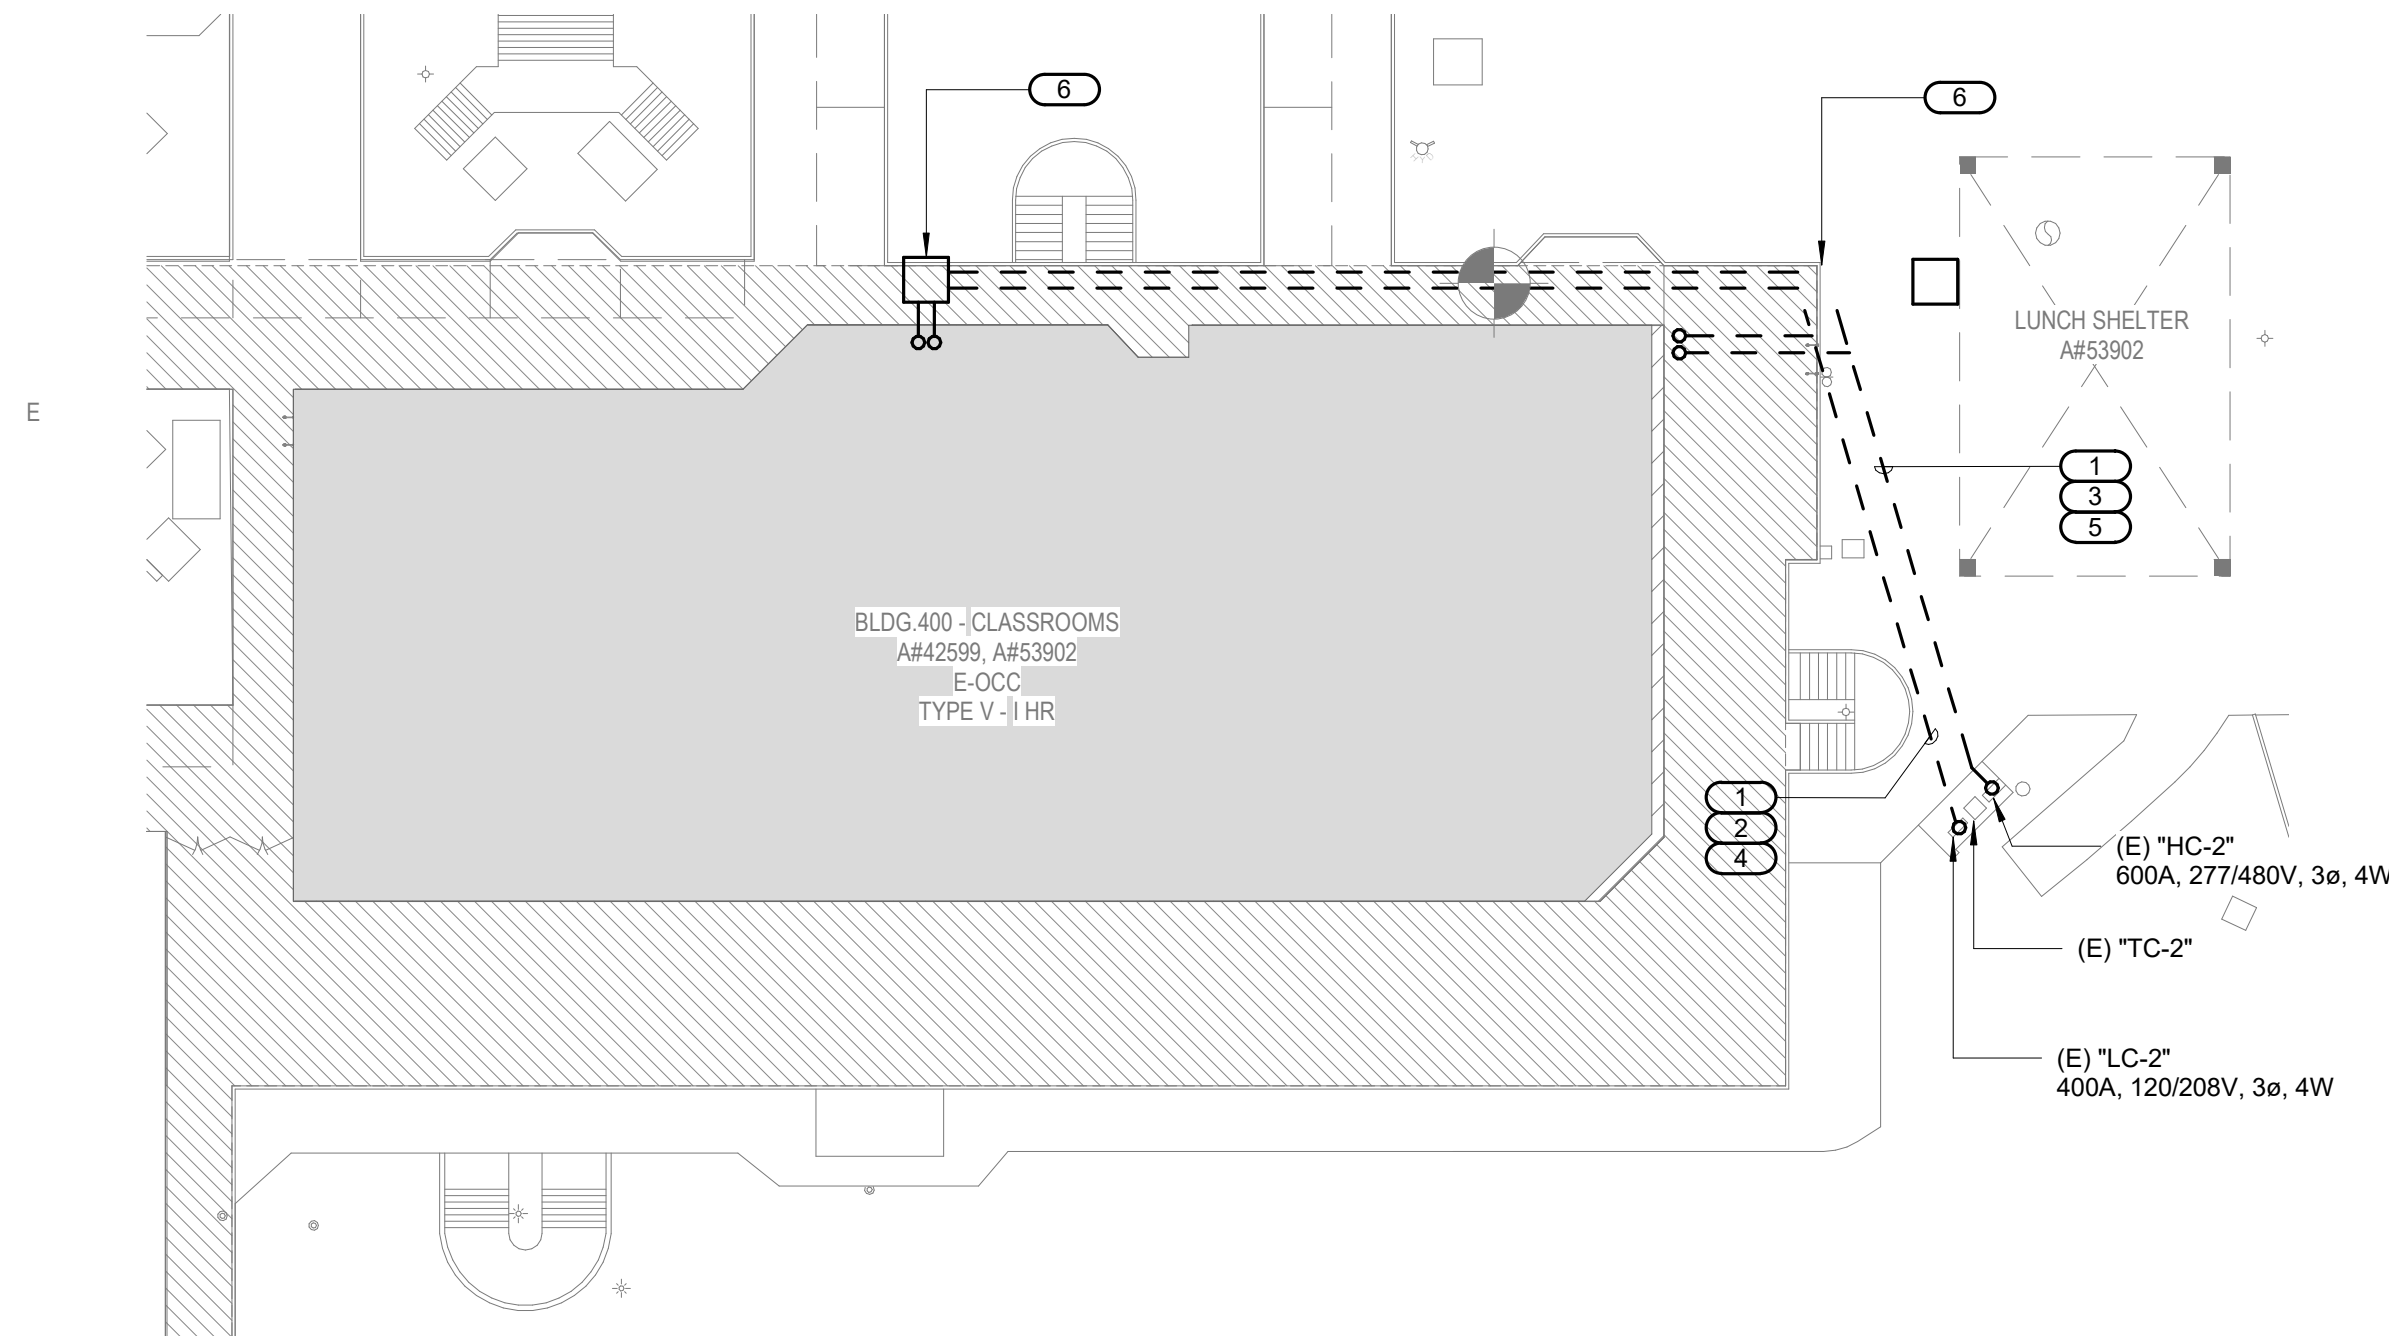 6
6
LUNCH SHELTER
A#53902
E
1
3
5
BLDG.400 - CLASSROOMS
A#42599, A#53902
E-OCC
TYPE V - I HR
1
2
4
(E) "HC-2"
600A, 277/480V, 3ø, 4W
(E) "TC-2"
(E) "LC-2"
400A, 120/208V, 3ø, 4W